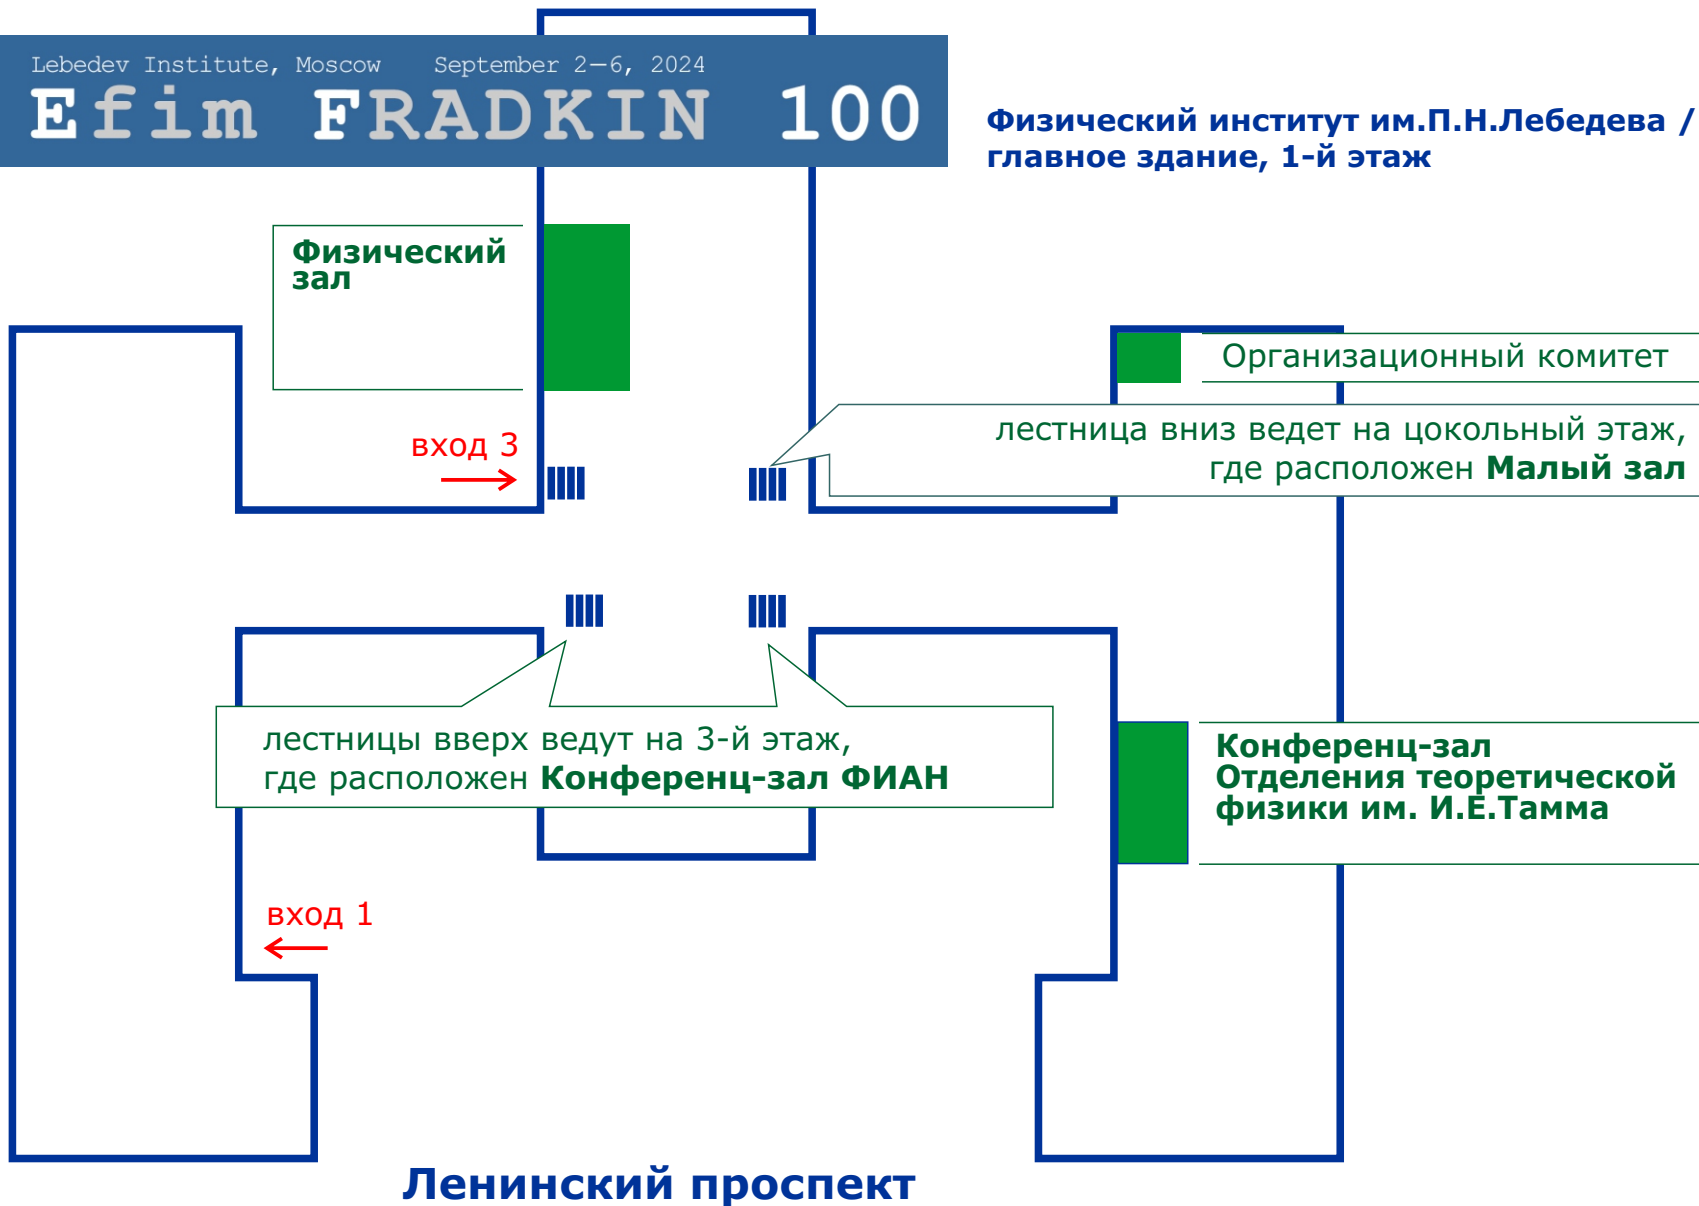 Lebedev Institute, Moscow September 2—6, 2024
Efim FRADKIN 100
Физический институт им.П.Н.Лебедева /
главное здание, 1-й этаж
Физический
зал
Организационный комитет
вход 3
лестница вниз ведет на цокольный этаж,
где расположен Малый зал
лестницы вверх ведут на 3-й этаж,
где расположен Конференц-зал ФИАН
Конференц-зал
Отделения теоретической
физики им. И.Е.Тамма
вход 1
Ленинский проспект